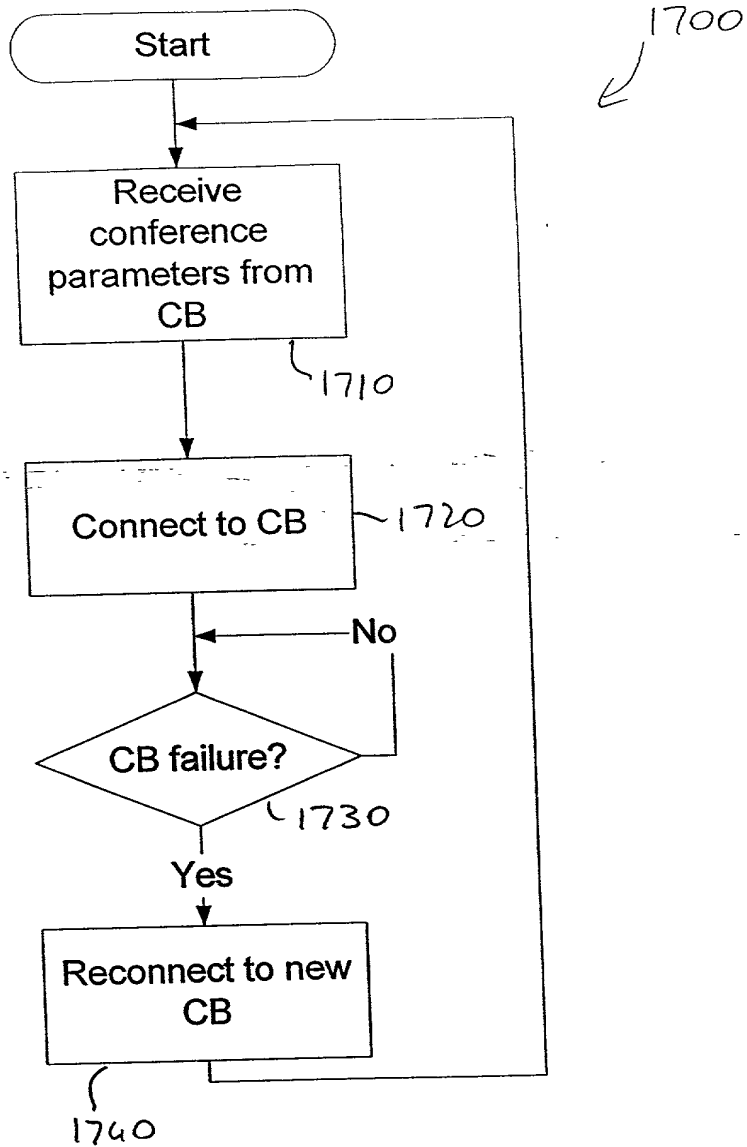 1700
Start
Receive
conference
parameters from
CB
1710
Connect to CB
1720
No
CB failure?
1730
Yes
Reconnect to new
CB
1740